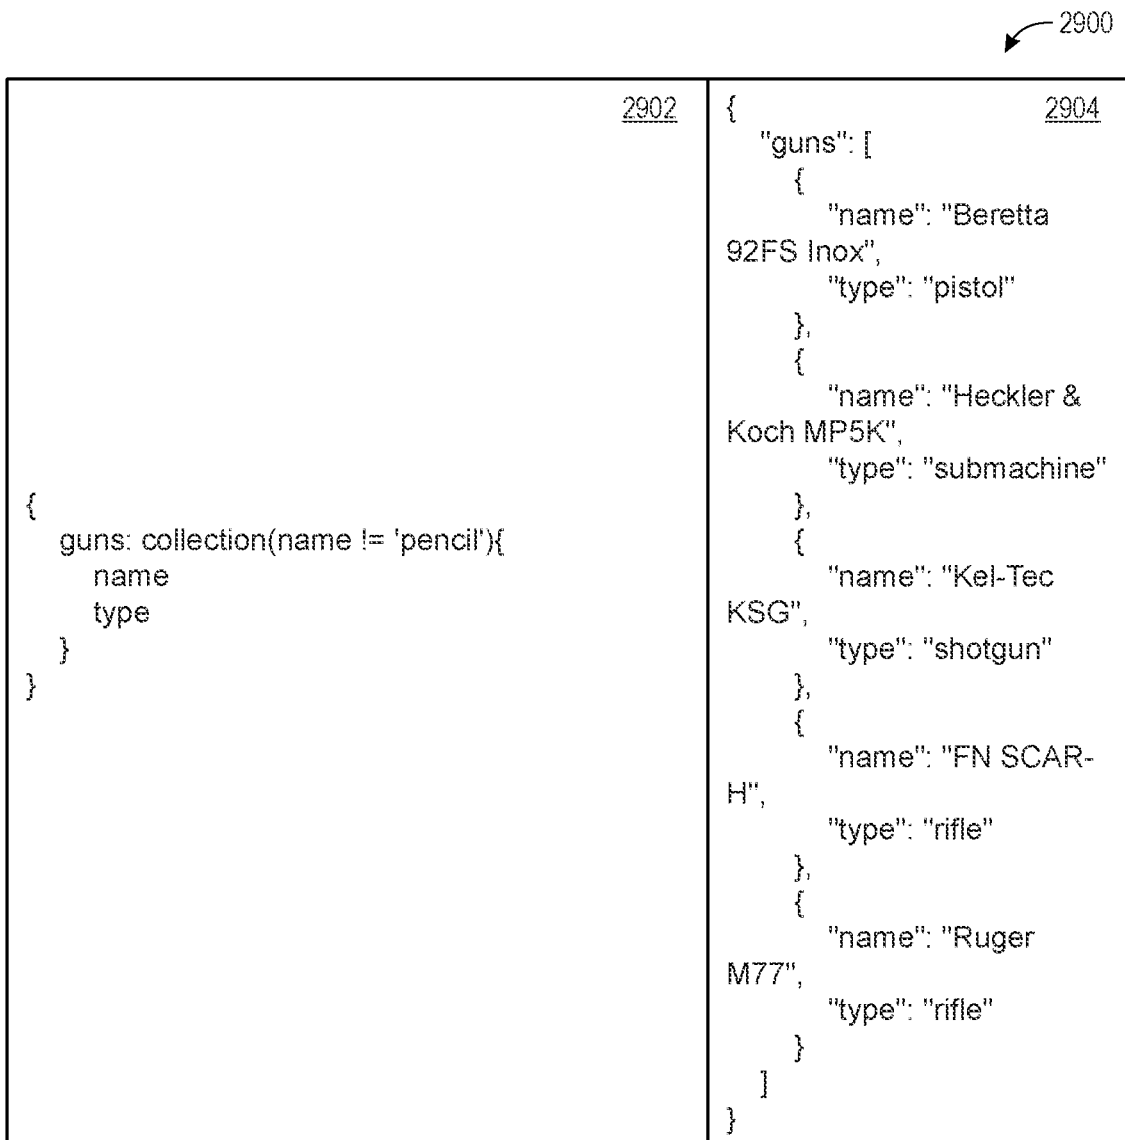 2900
2902
{
guns: collection(name != 'pencil'){
name
type
}
}
2904
{
"guns": [
{
"name": "Beretta
92FS Inox",
"type": "pistol"
},
{
"name": "Heckler &
Koch MP5K",
"type": "submachine"
},
{
"name": "Kel-Tec
KSG",
"type": "shotgun"
},
{
"name": "FN SCAR-
H",
"type": "rifle"
},
{
"name": "Ruger
M77",
"type": "rifle"
}
]
}